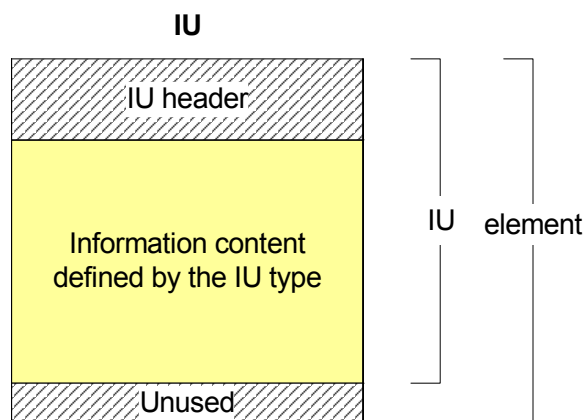 IU
IU header
Information content
defined by the IU type
IU
element
Unused